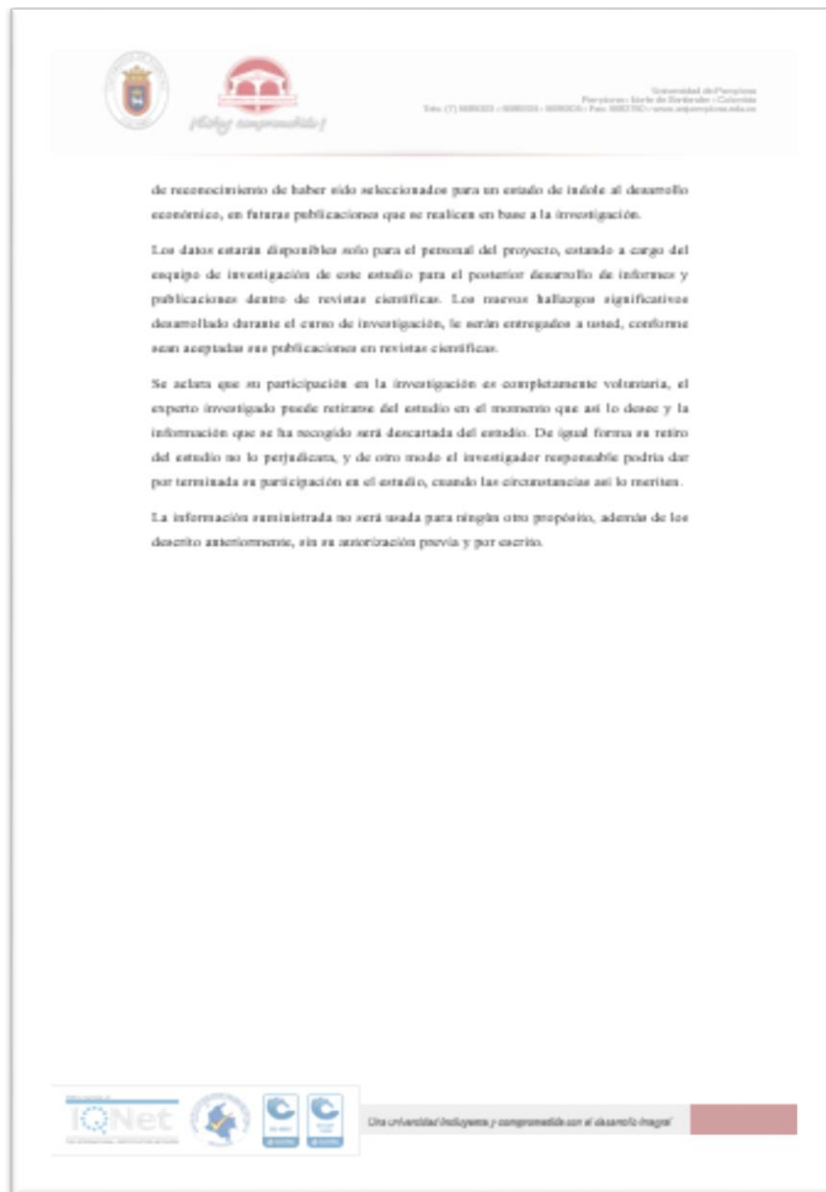 ¡Estoy comprometido!
Universidad de Pamplona
Pamplona - Norte de Santander - Colombia
www.unipamplona.edu.co
de reconocimiento de haber sido seleccionados para un estado de índole al desarrollo
económico, en futuras publicaciones que se realicen en base a la investigación.
Los datos estarán disponibles solo para el personal del proyecto, estando a cargo del
esquipo de investigación de este estudio para el posterior desarrollo de informes y
publicaciones dentro de revistas científicas. Los nuevos hallazgos significativos
desarrollado durante el curso de investigación, le serán entregados a usted, conforme
sean aceptadas sus publicaciones en revistas científicas.
Se aclara que su participación en la investigación es completamente voluntaria, el
experto investigado puede retirarse del estudio en el momento que así lo desee y la
información que se ha recogido será descartada del estudio. De igual forma su retiro
del estudio no lo perjudicara, y de otro modo el investigador responsable podría dar
por terminada su participación en el estudio, cuando las circunstancias así lo meriten.
La información suministrada no será usada para ningún otro propósito, además de los
descrito anteriormente, sin su autorización previa y por escrito.
IQNet
Una universidad incluyente y comprometida con el desarrollo integral